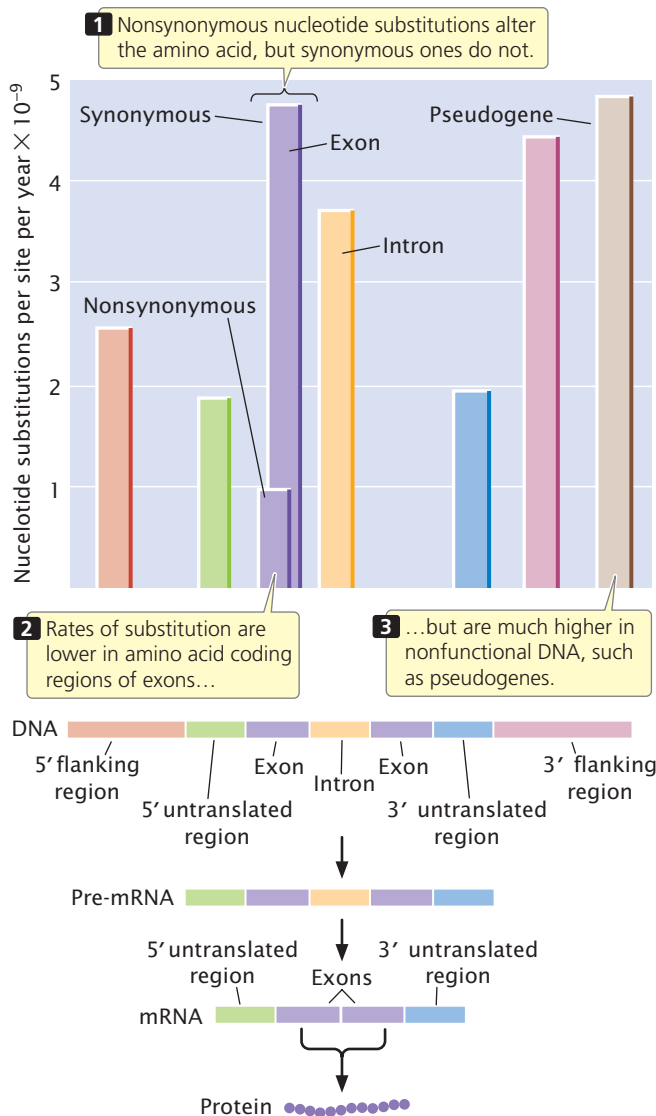 1 Nonsynonymous nucleotide substitutions alter
the amino acid, but synonymous ones do not.
Nucelotide substitutions per site per year × 10⁻⁹
5
4
3
2
1
Synonymous
Exon
Pseudogene
Intron
Nonsynonymous
2 Rates of substitution are
lower in amino acid coding
regions of exons…
3 …but are much higher in
nonfunctional DNA, such
as pseudogenes.
DNA
5′ flanking
region
5′ untranslated
region
Exon
Intron
Exon
3′ untranslated
region
3′ flanking
region
Pre-mRNA
5′ untranslated
region
Exons
3′ untranslated
region
mRNA
Protein